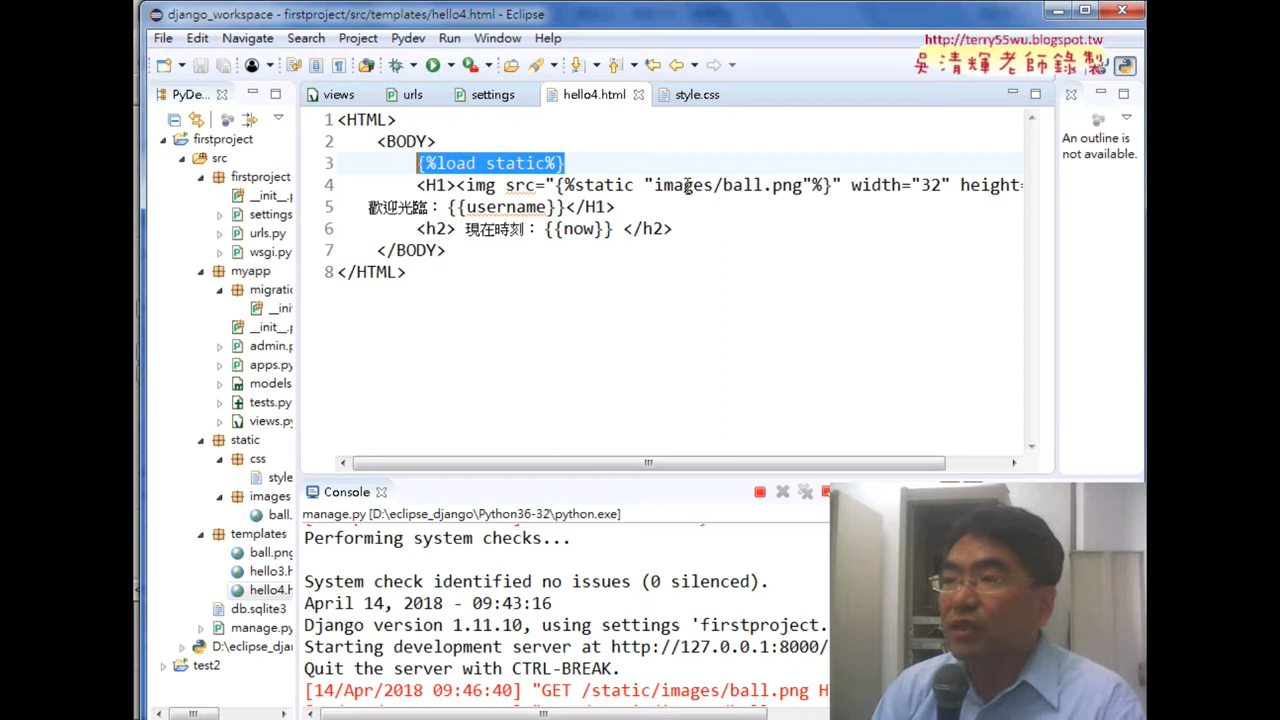 django_workspace - firstproject/src/templates/hello4.html - Eclipse
File Edit Navigate Search Project Pydev Run Window Help
http://terry55wu.blogspot.tw
吳清輝老師錄製
PyDe...
views
urls
settings
hello4.html
style.css
firstproject
src
firstproject
__init__.p
settings
urls.py
wsgi.py
myapp
migratio
__ini
__init__.p
admin.p
apps.py
models
tests.py
views.py
static
css
style
images
ball.
templates
ball.png
hello3.h
hello4.h
db.sqlite3
manage.py
D:\eclipse_dja
test2
1 <HTML>
2 <BODY>
3 {%load static%}
4 <H1><img src="{%static "images/ball.png"%}" width="32" height=
5 歡迎光臨：{{username}}</H1>
6 <h2> 現在時刻：{{now}} </h2>
7 </BODY>
8 </HTML>
An outline is
not available.
Console
manage.py [D:\eclipse_django\Python36-32\python.exe]
Performing system checks...
System check identified no issues (0 silenced).
April 14, 2018 - 09:43:16
Django version 1.11.10, using settings 'firstproject.
Starting development server at http://127.0.0.1:8000/
Quit the server with CTRL-BREAK.
[14/Apr/2018 09:46:40] "GET /static/images/ball.png H